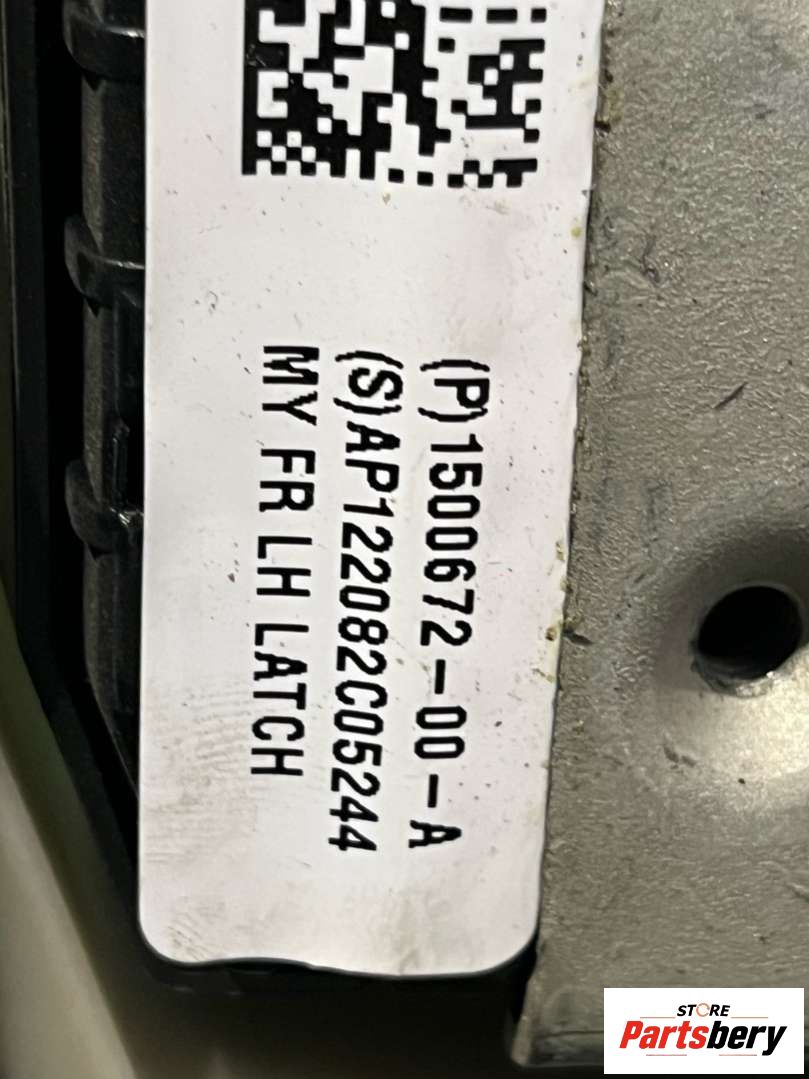 (P)1500672-00-A
(S)AP122082C05244
MY FR LH LATCH
STORE
Partsbery